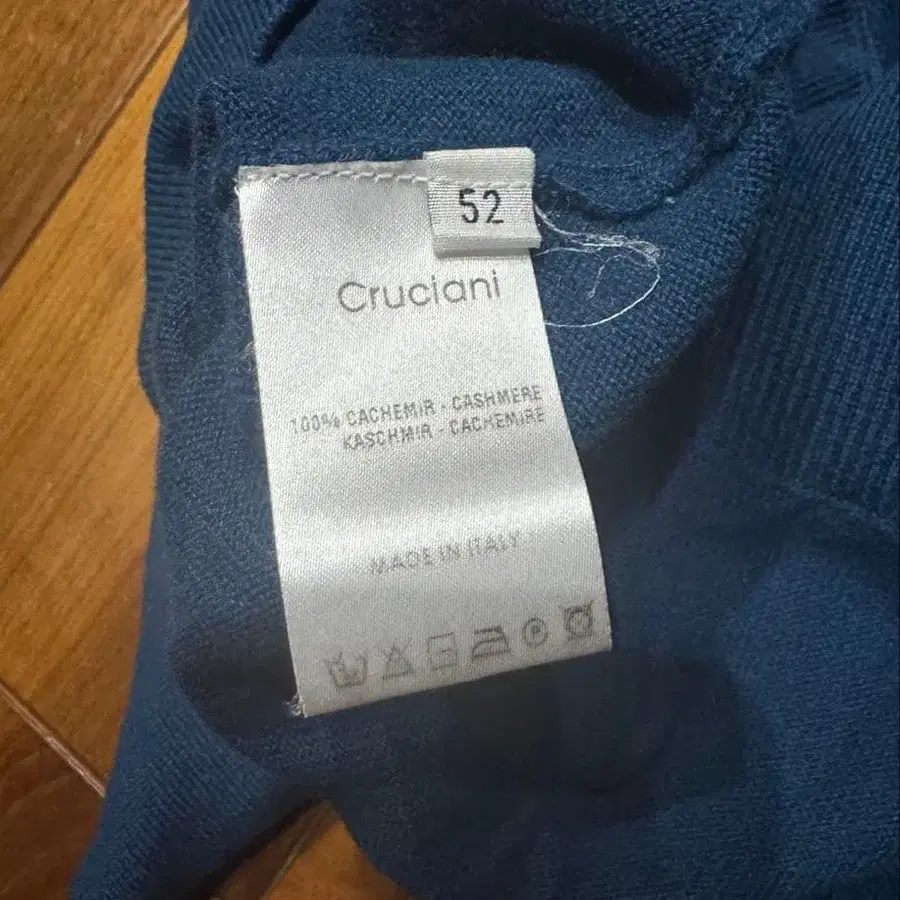 52
Cruciani
100% CACHEMIR - CASHMERE
KASCHMIR - CACHEMIRE
MADE IN ITALY
P